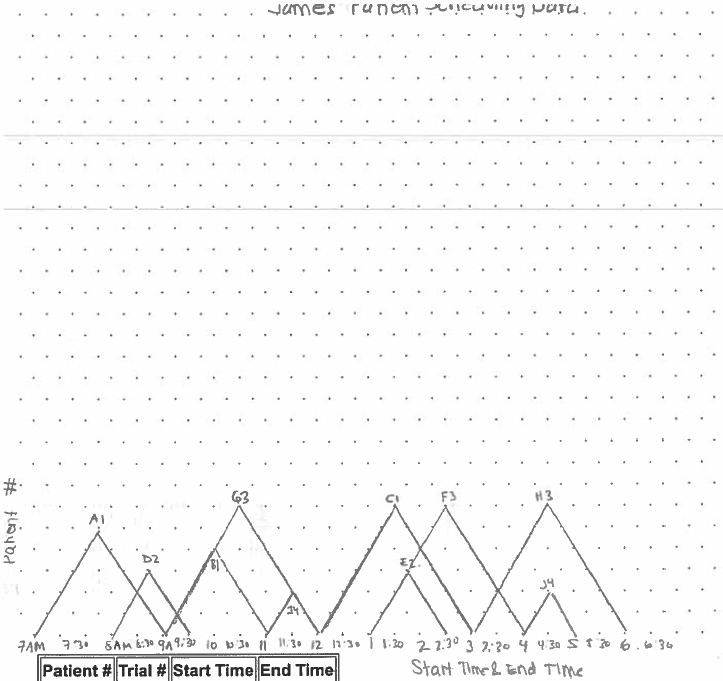 James Patient Scheduling Data.
Patient #
G3
C1 F3 H3
A1
D2
B1
E2
J4
I4
7AM 7:30 8AM 8:30 9A 9:30 10 10:30 11 11:30 12 12:30 1 1:30 2 2:30 3 3:30 4 4:30 5 5:30 6 6:30
Patient # Trial # Start Time End Time
Start Time & End Time